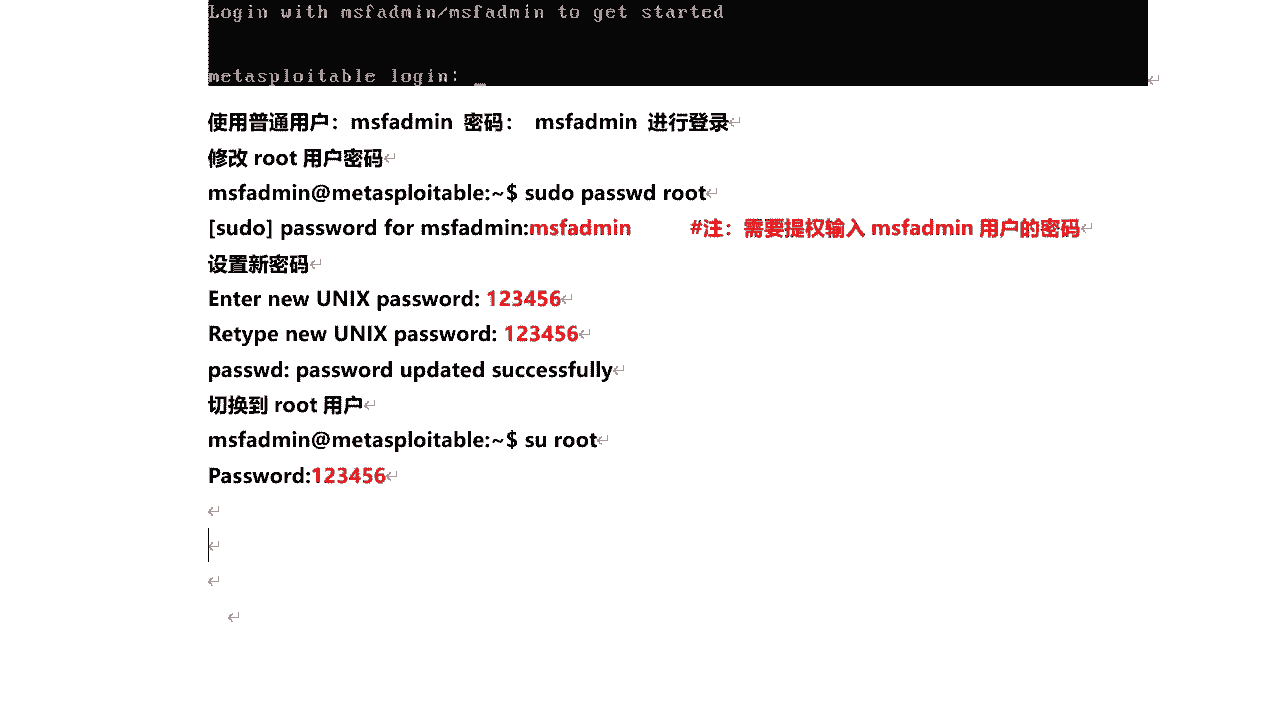 Login with msfadmin/msfadmin to get started
metasploitable login: _
使用普通用户：msfadmin 密码： msfadmin 进行登录
修改 root 用户密码
msfadmin@metasploitable:~$ sudo passwd root
[sudo] password for msfadmin:msfadmin #注：需要提权输入 msfadmin 用户的密码
设置新密码
Enter new UNIX password: 123456
Retype new UNIX password: 123456
passwd: password updated successfully
切换到 root 用户
msfadmin@metasploitable:~$ su root
Password:123456